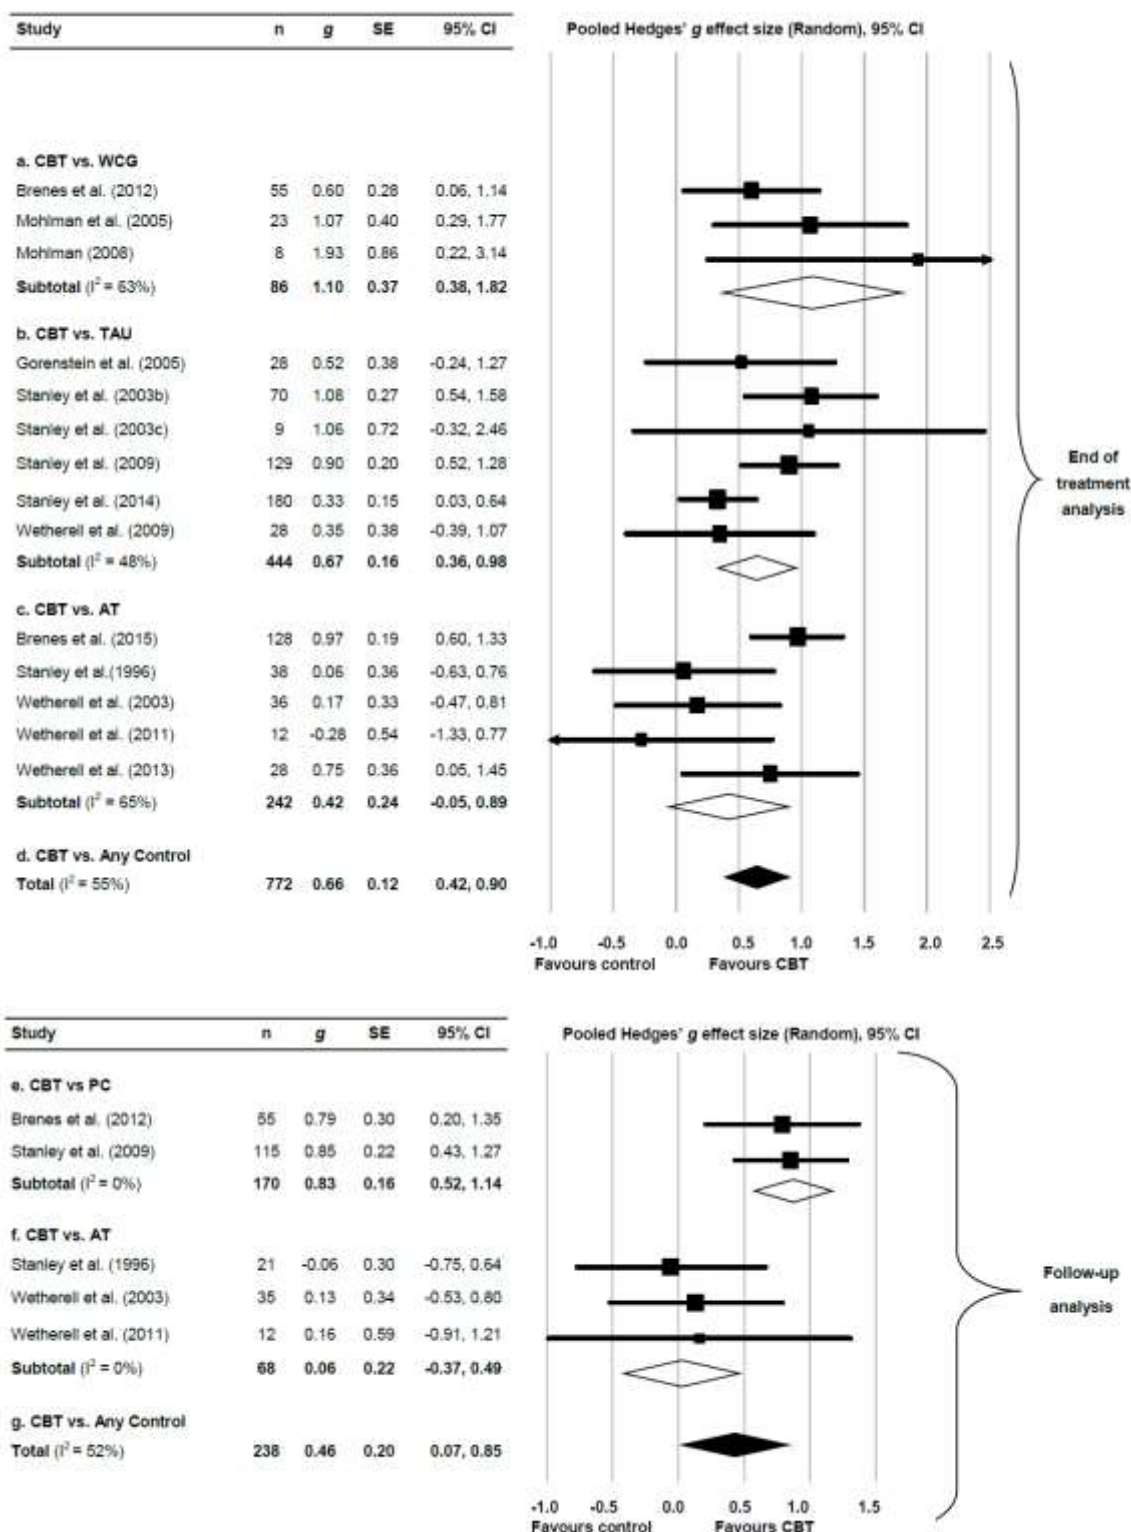 Study n g SE 95% CI Pooled Hedges' g effect size (Random), 95% CI
a. CBT vs. WCG
Brenes et al. (2012) 55 0.60 0.28 0.06, 1.14
Mohlman et al. (2005) 23 1.07 0.40 0.29, 1.77
Mohlman (2008) 8 1.93 0.86 0.22, 3.14
Subtotal (I² = 63%) 86 1.10 0.37 0.38, 1.82
b. CBT vs. TAU
Gorenstein et al. (2005) 28 0.52 0.38 -0.24, 1.27
Stanley et al. (2003b) 70 1.08 0.27 0.54, 1.58
Stanley et al. (2003c) 9 1.06 0.72 -0.32, 2.46
Stanley et al. (2009) 129 0.90 0.20 0.52, 1.28
Stanley et al. (2014) 180 0.33 0.15 0.03, 0.64
Wetherell et al. (2009) 28 0.35 0.38 -0.39, 1.07
Subtotal (I² = 48%) 444 0.67 0.16 0.36, 0.98
End of
treatment
analysis
c. CBT vs. AT
Brenes et al. (2015) 128 0.97 0.19 0.60, 1.33
Stanley et al.(1996) 38 0.06 0.36 -0.63, 0.76
Wetherell et al. (2003) 36 0.17 0.33 -0.47, 0.81
Wetherell et al. (2011) 12 -0.28 0.54 -1.33, 0.77
Wetherell et al. (2013) 28 0.75 0.36 0.05, 1.45
Subtotal (I² = 65%) 242 0.42 0.24 -0.05, 0.89
d. CBT vs. Any Control
Total (I² = 55%) 772 0.66 0.12 0.42, 0.90
-1.0 -0.5 0.0 0.5 1.0 1.5 2.0 2.5
Favours control Favours CBT
Study n g SE 95% CI Pooled Hedges' g effect size (Random), 95% CI
e. CBT vs PC
Brenes et al. (2012) 55 0.79 0.30 0.20, 1.35
Stanley et al. (2009) 115 0.85 0.22 0.43, 1.27
Subtotal (I² = 0%) 170 0.83 0.16 0.52, 1.14
f. CBT vs. AT
Stanley et al. (1996) 21 -0.06 0.30 -0.75, 0.64
Wetherell et al. (2003) 35 0.13 0.34 -0.53, 0.80
Wetherell et al. (2011) 12 0.16 0.59 -0.91, 1.21
Subtotal (I² = 0%) 68 0.06 0.22 -0.37, 0.49
Follow-up
analysis
g. CBT vs. Any Control
Total (I² = 52%) 238 0.46 0.20 0.07, 0.85
-1.0 -0.5 0.0 0.5 1.0 1.5
Favours control Favours CBT